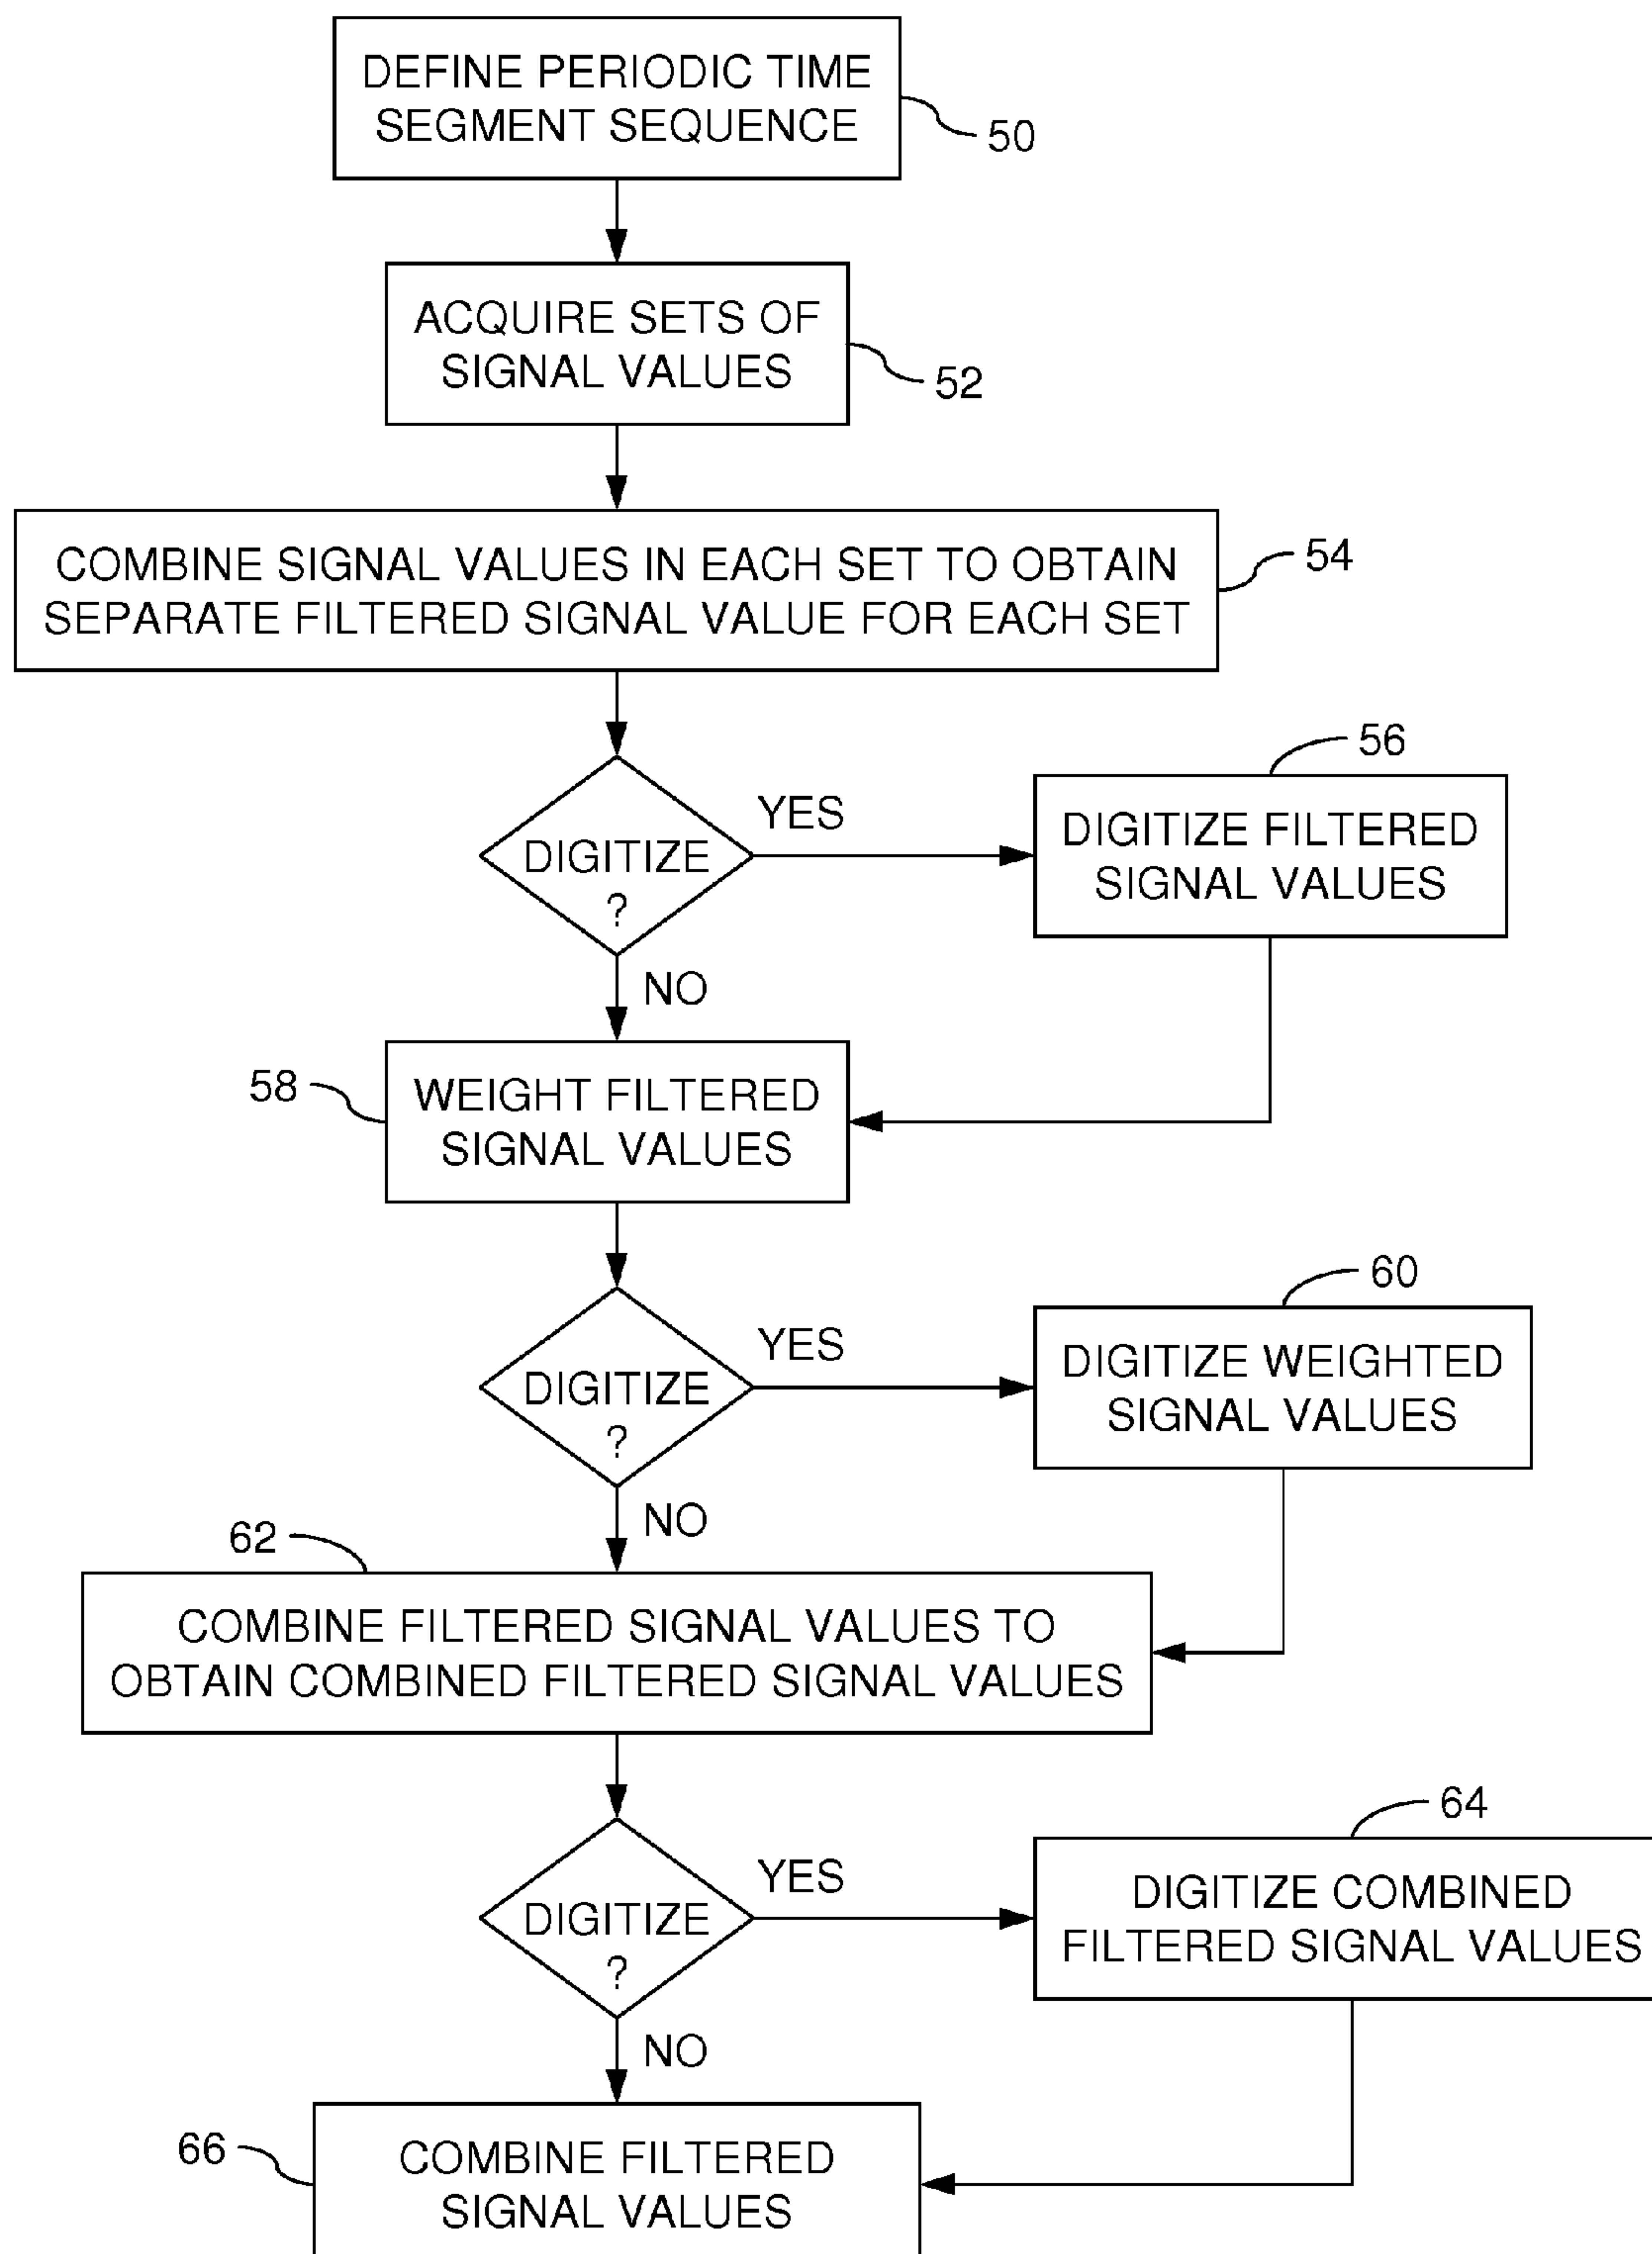 DEFINE PERIODIC TIME
SEGMENT SEQUENCE
50
ACQUIRE SETS OF
SIGNAL VALUES
52
COMBINE SIGNAL VALUES IN EACH SET TO OBTAIN
SEPARATE FILTERED SIGNAL VALUE FOR EACH SET
54
DIGITIZE
?
YES
NO
56
DIGITIZE FILTERED
SIGNAL VALUES
58
WEIGHT FILTERED
SIGNAL VALUES
DIGITIZE
?
YES
NO
60
DIGITIZE WEIGHTED
SIGNAL VALUES
62
COMBINE FILTERED SIGNAL VALUES TO
OBTAIN COMBINED FILTERED SIGNAL VALUES
DIGITIZE
?
YES
NO
64
DIGITIZE COMBINED
FILTERED SIGNAL VALUES
66
COMBINE FILTERED
SIGNAL VALUES